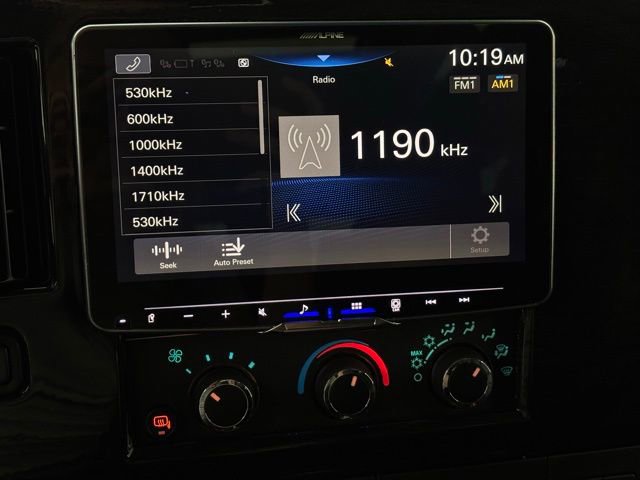 ALPINE
10:19AM
Radio
FM1
AM1
530kHz
600kHz
1000kHz
1400kHz
1710kHz
530kHz
1190 kHz
Seek
Auto Preset
Setup
MAX